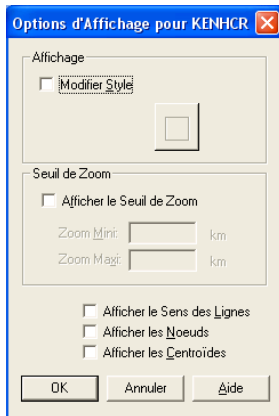 Options d'Affichage pour KENHCR
Affichage
Modifier Style
Seuil de Zoom
Afficher le Seuil de Zoom
Zoom Mini: km
Zoom Maxi: km
Afficher le Sens des Lignes
Afficher les Noeuds
Afficher les Centroïdes
OK Annuler Aide